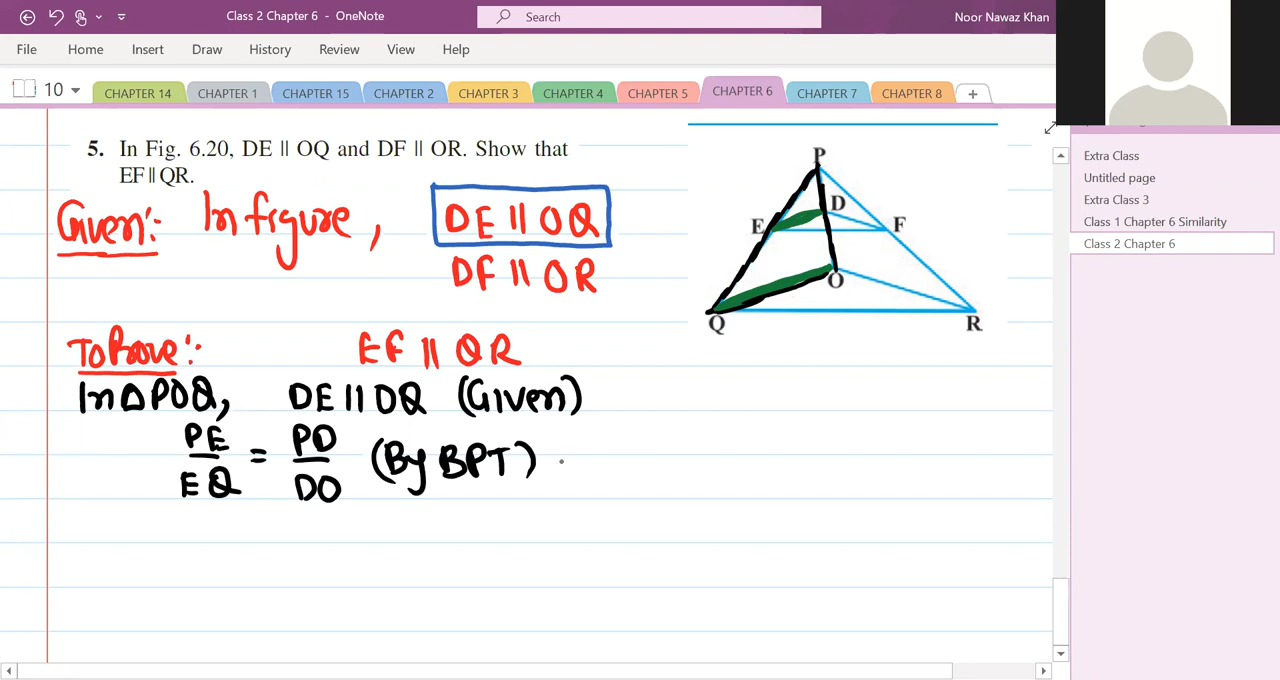 Class 2 Chapter 6 - OneNote
Search
Noor Nawaz Khan
File Home Insert Draw History Review View Help
10 CHAPTER 14 CHAPTER 1 CHAPTER 15 CHAPTER 2 CHAPTER 3 CHAPTER 4 CHAPTER 5 CHAPTER 6 CHAPTER 7 CHAPTER 8 +
Extra Class
Untitled page
Extra Class 3
Class 1 Chapter 6 Similarity
Class 2 Chapter 6
5. In Fig. 6.20, DE || OQ and DF || OR. Show that
EF || QR.
Given:- In figure, DE || OQ
DF || OR
To Prove:- EF || QR
In △ POQ, DE || OQ (Given)
PE/EQ = PD/DO (By BPT)
P
D
E
F
O
Q
R